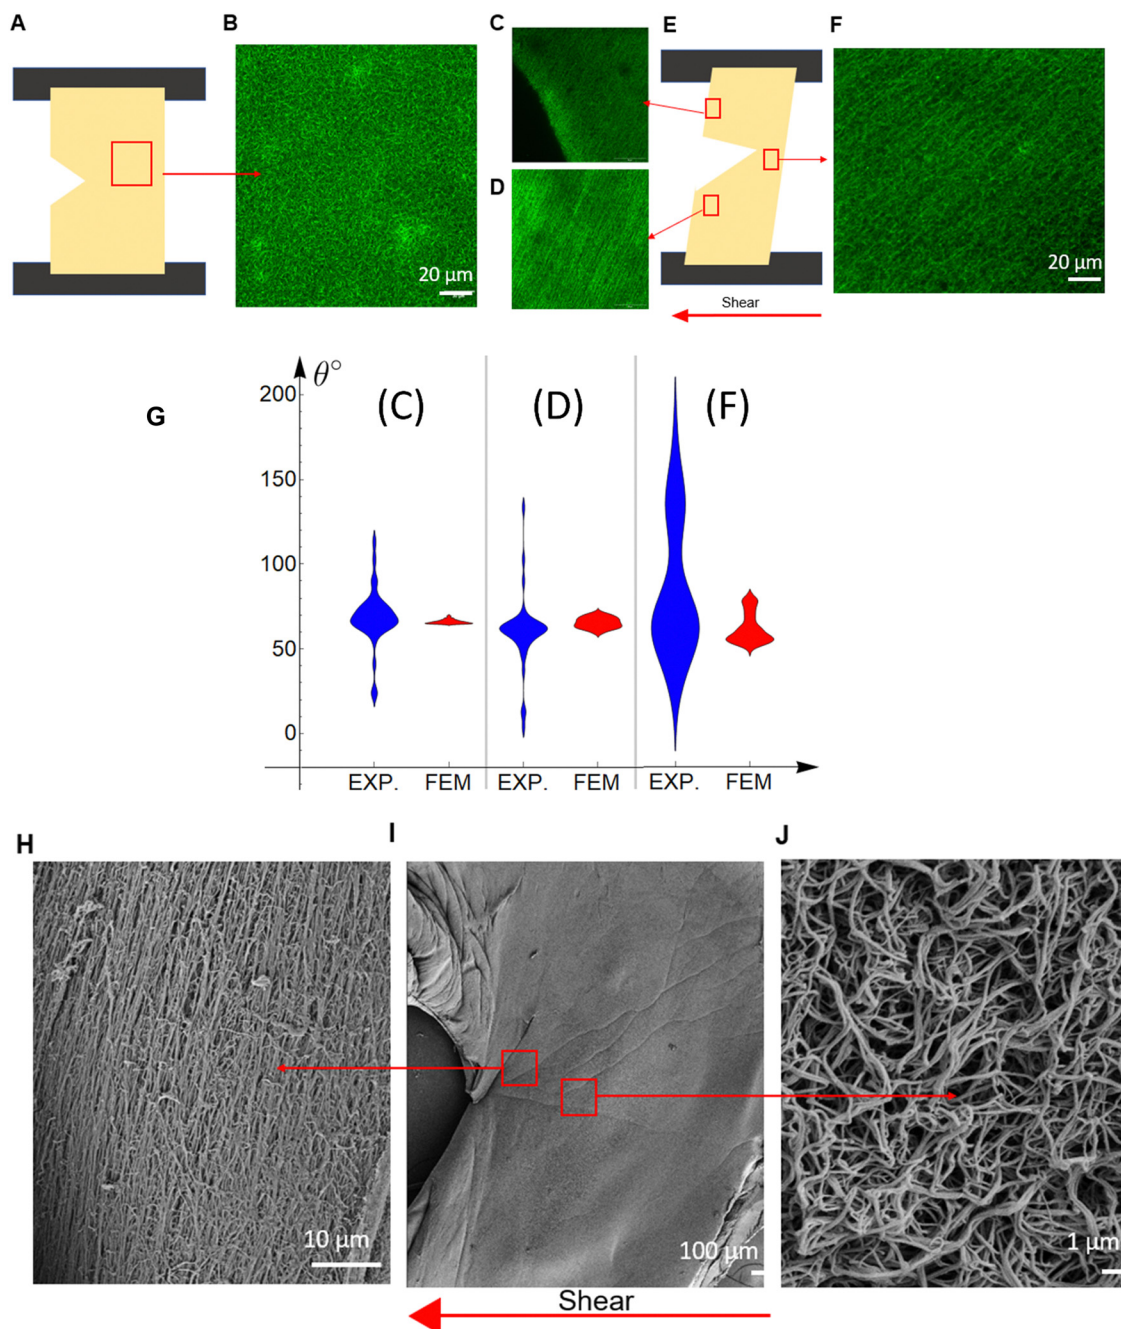 A
B
C
E
F
D
20 μm
20 μm
Shear
θ°
G
(C)
(D)
(F)
200
150
100
50
0
EXP.
FEM
EXP.
FEM
EXP.
FEM
H
I
J
10 μm
100 μm
1 μm
Shear